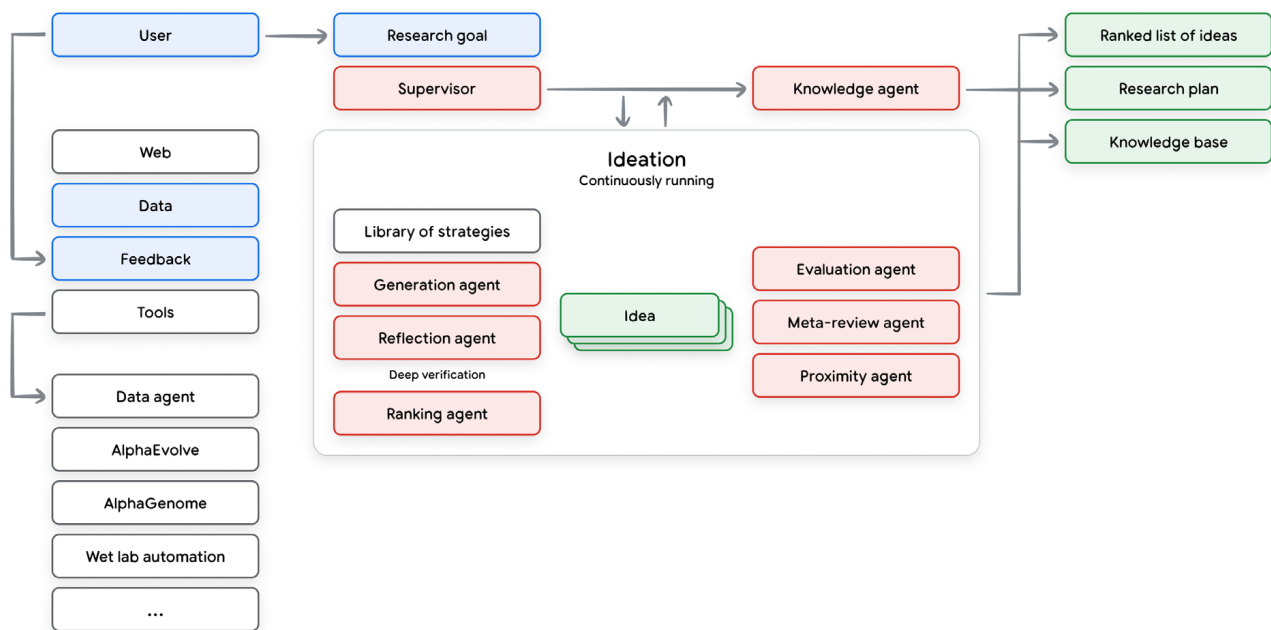 User
Research goal
Ranked list of ideas
Supervisor
Knowledge agent
Research plan
Knowledge base
Web
Data
Feedback
Tools
Data agent
AlphaEvolve
AlphaGenome
Wet lab automation
...
Ideation
Continuously running
Library of strategies
Generation agent
Reflection agent
Deep verification
Ranking agent
Idea
Evaluation agent
Meta-review agent
Proximity agent